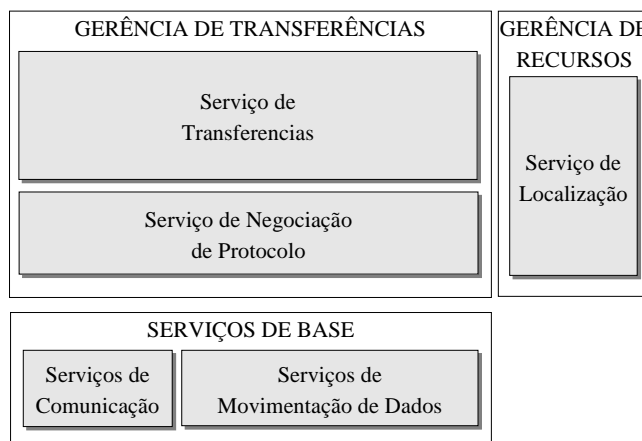 GERÊNCIA DE TRANSFERÊNCIAS
Serviço de
Transferencias
Serviço de Negociação
de Protocolo
GERÊNCIA DE
RECURSOS
Serviço de
Localização
SERVIÇOS DE BASE
Serviços de
Comunicação
Serviços de
Movimentação de Dados